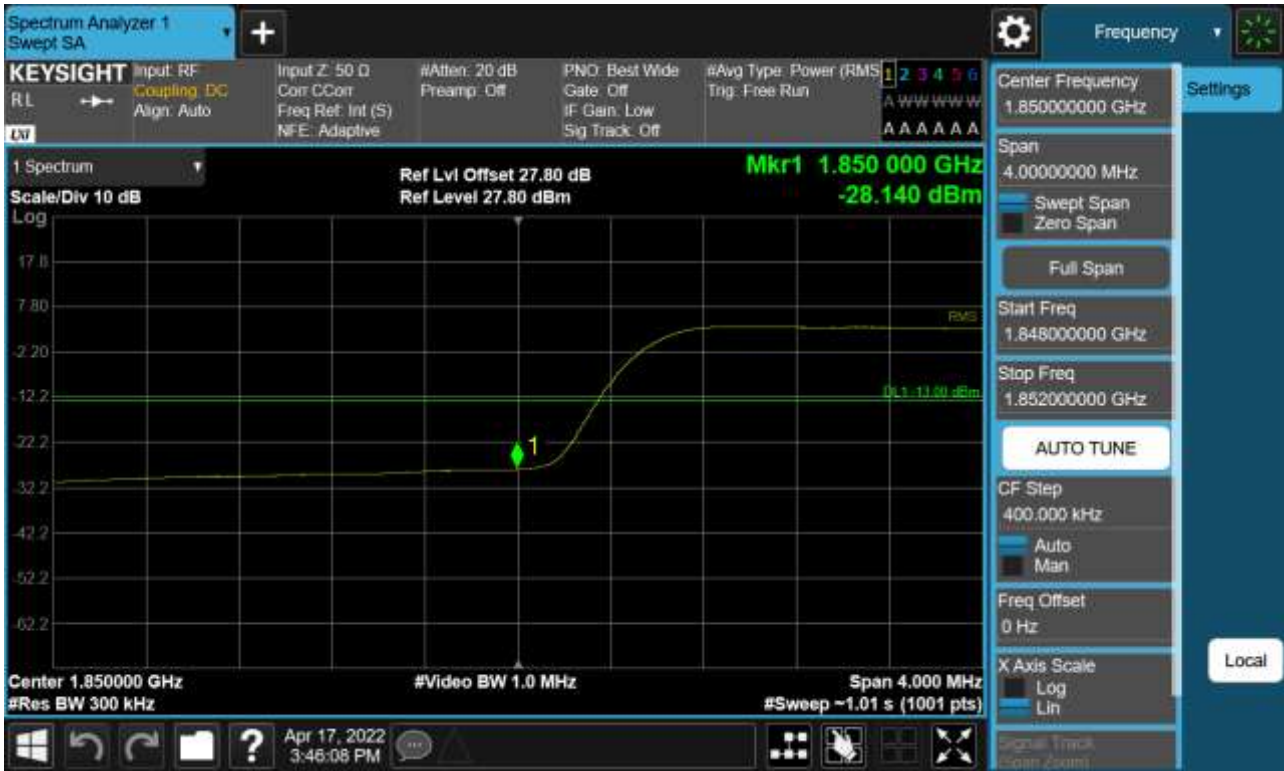 Spectrum Analyzer 1
Swept SA
+
Frequency
KEYSIGHT
RL
LXI
Input: RF
Coupling: DC
Align: Auto
Input Z: 50 Ω
Corr CCorr
Freq Ref: Int (S)
NFE: Adaptive
#Atten: 20 dB
Preamp: Off
PNO: Best Wide
Gate: Off
IF Gain: Low
Sig Track: Off
#Avg Type: Power (RMS
Trig: Free Run
1 2 3 4 5 6
A W W W W W
A A A A A A
1 Spectrum
Scale/Div 10 dB
Ref Lvl Offset 27.80 dB
Ref Level 27.80 dBm
Mkr1 1.850 000 GHz
-28.140 dBm
Log
17.8
7.80
-2.20
-12.2
-22.2
-32.2
-42.2
-52.2
-62.2
RMS
DL1 -13.00 dBm
1
Center 1.850000 GHz
#Res BW 300 kHz
#Video BW 1.0 MHz
Span 4.000 MHz
#Sweep ~1.01 s (1001 pts)
Center Frequency
1.850000000 GHz
Settings
Span
4.00000000 MHz
Swept Span
Zero Span
Full Span
Start Freq
1.848000000 GHz
Stop Freq
1.852000000 GHz
AUTO TUNE
CF Step
400.000 kHz
Auto
Man
Freq Offset
0 Hz
X Axis Scale
Log
Lin
Signal Track
(Span Zoom)
Local
?
Apr 17, 2022
3:46:08 PM